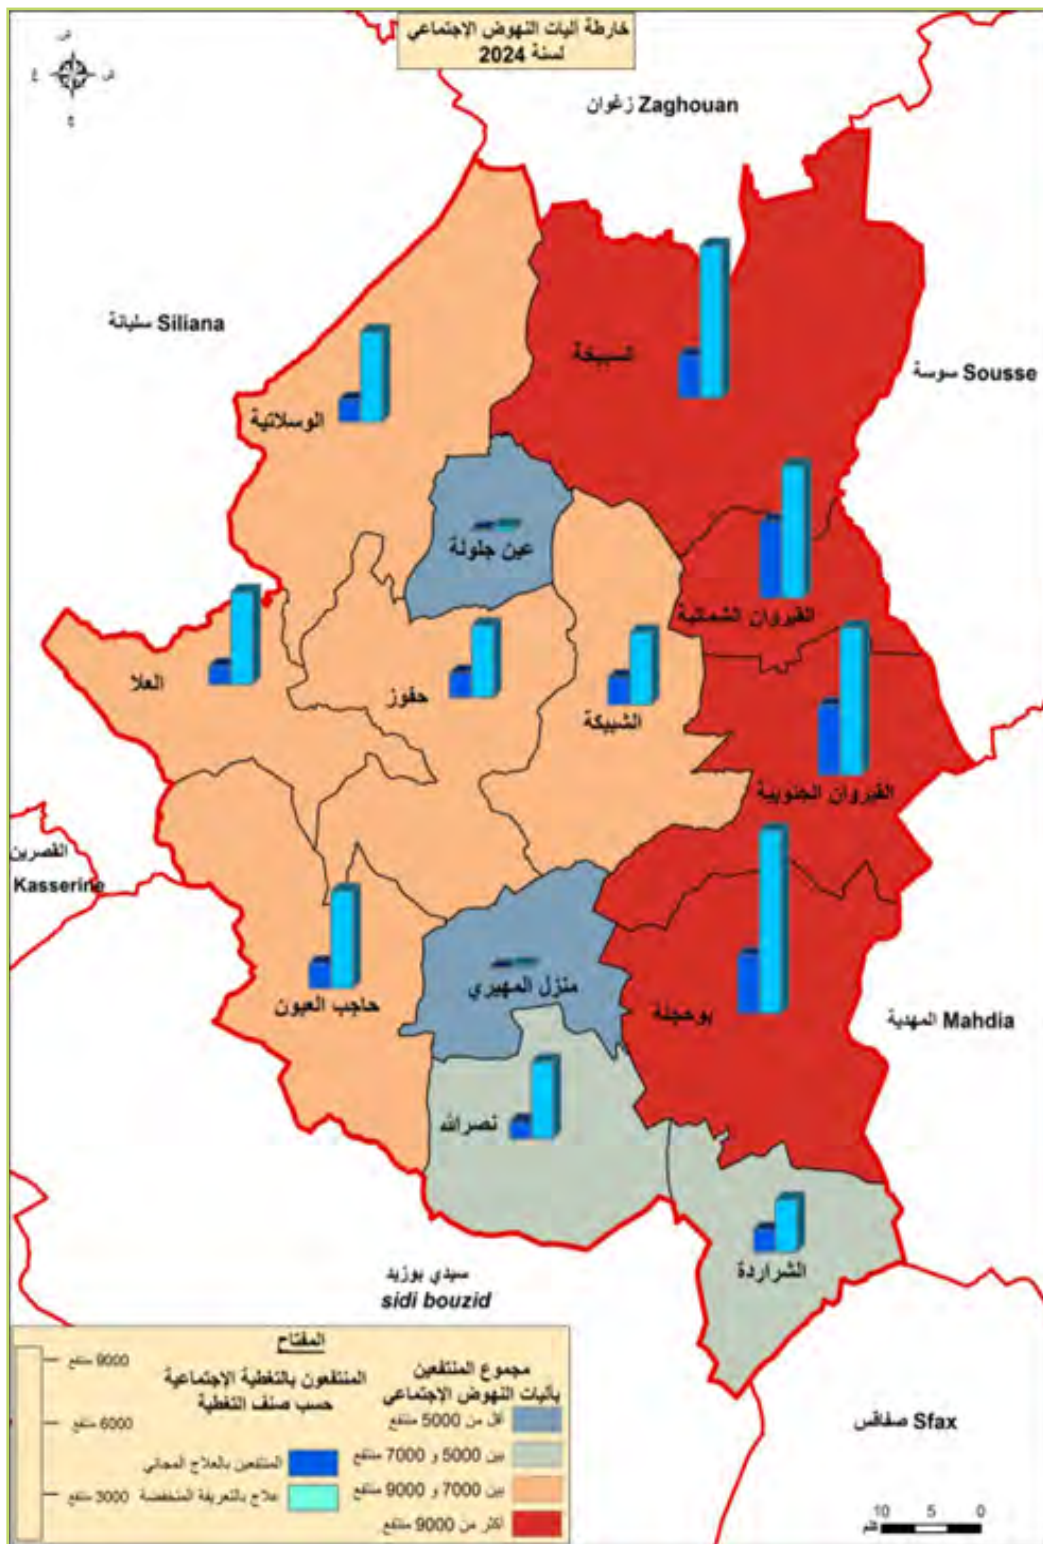 خارطة آليات النهوض الإجتماعي
لسنة 2024
ش
غ
ش
ج
زغوان Zaghouan
سليانة Siliana
السبيخة
سوسة Sousse
الوسلاتية
عين جلولة
القيروان الشمالية
العلا
حفوز
الشبيكة
القيروان الجنوبية
القصرين
Kasserine
منزل المهيري
حاجب العيون
بوحجلة
المهدية Mahdia
نصرالله
الشراردة
سيدي بوزيد
sidi bouzid
صفاقس Sfax
المفتاح
مجموع المنتفعين
بآليات النهوض الإجتماعي
أقل من 5000 منتفع
بين 5000 و 7000 منتفع
بين 7000 و 9000 منتفع
أكثر من 9000 منتفع
المنتفعون بالتغطية الإجتماعية
حسب صنف التغطية
المنتفعين بالعلاج المجاني
علاج بالتعريفة المنخفضة
9000 منتفع
6000 منتفع
3000 منتفع
10 5 0
كلم